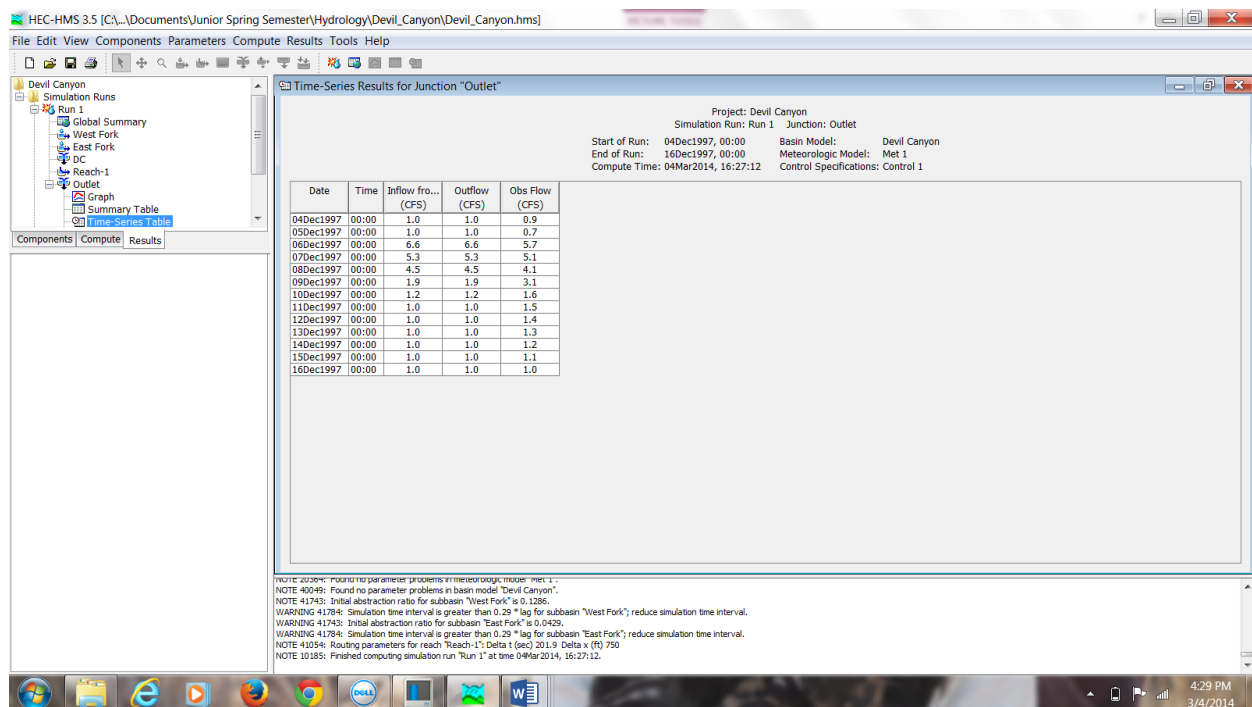 HEC-HMS 3.5 [C:\...\Documents\Junior Spring Semester\Hydrology\Devil_Canyon\Devil_Canyon.hms]
File Edit View Components Parameters Compute Results Tools Help
Devil Canyon
Simulation Runs
Run 1
Global Summary
West Fork
East Fork
DC
Reach-1
Outlet
Graph
Summary Table
Time-Series Table
Components Compute Results
Time-Series Results for Junction "Outlet"
Project: Devil Canyon
Simulation Run: Run 1 Junction: Outlet
Start of Run: 04Dec1997, 00:00 Basin Model: Devil Canyon
End of Run: 16Dec1997, 00:00 Meteorologic Model: Met 1
Compute Time: 04Mar2014, 16:27:12 Control Specifications: Control 1
Date Time Inflow fro... Outflow Obs Flow
(CFS) (CFS) (CFS)
04Dec1997 00:00 1.0 1.0 0.9
05Dec1997 00:00 1.0 1.0 0.7
06Dec1997 00:00 6.6 6.6 5.7
07Dec1997 00:00 5.3 5.3 5.1
08Dec1997 00:00 4.5 4.5 4.1
09Dec1997 00:00 1.9 1.9 3.1
10Dec1997 00:00 1.2 1.2 1.6
11Dec1997 00:00 1.0 1.0 1.5
12Dec1997 00:00 1.0 1.0 1.4
13Dec1997 00:00 1.0 1.0 1.3
14Dec1997 00:00 1.0 1.0 1.2
15Dec1997 00:00 1.0 1.0 1.1
16Dec1997 00:00 1.0 1.0 1.0
NOTE 20364: Found no parameter problems in meteorologic model "Met 1".
NOTE 40049: Found no parameter problems in basin model "Devil Canyon".
NOTE 41743: Initial abstraction ratio for subbasin "West Fork" is 0.1286.
WARNING 41784: Simulation time interval is greater than 0.29 * lag for subbasin "West Fork"; reduce simulation time interval.
WARNING 41743: Initial abstraction ratio for subbasin "East Fork" is 0.0429.
WARNING 41784: Simulation time interval is greater than 0.29 * lag for subbasin "East Fork"; reduce simulation time interval.
NOTE 41054: Routing parameters for reach "Reach-1": Delta t (sec) 201.9 Delta x (ft) 750
NOTE 10185: Finished computing simulation run "Run 1" at time 04Mar2014, 16:27:12.
DELL
4:29 PM
3/4/2014